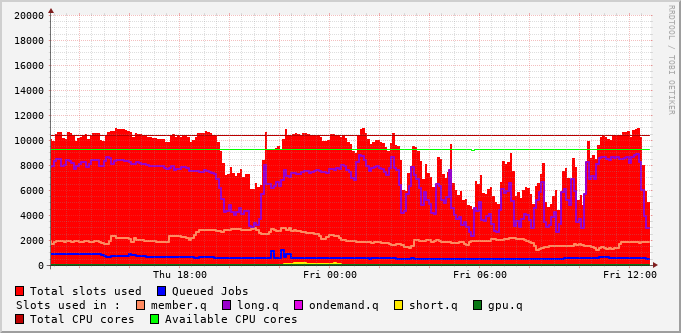 20000
18000
16000
14000
12000
10000
8000
6000
4000
2000
0
Thu 18:00 Fri 00:00 Fri 06:00 Fri 12:00
RRDTOOL / TOBI OETIKER
Total slots used Queued Jobs
Slots used in : member.q long.q ondemand.q short.q gpu.q
Total CPU cores Available CPU cores